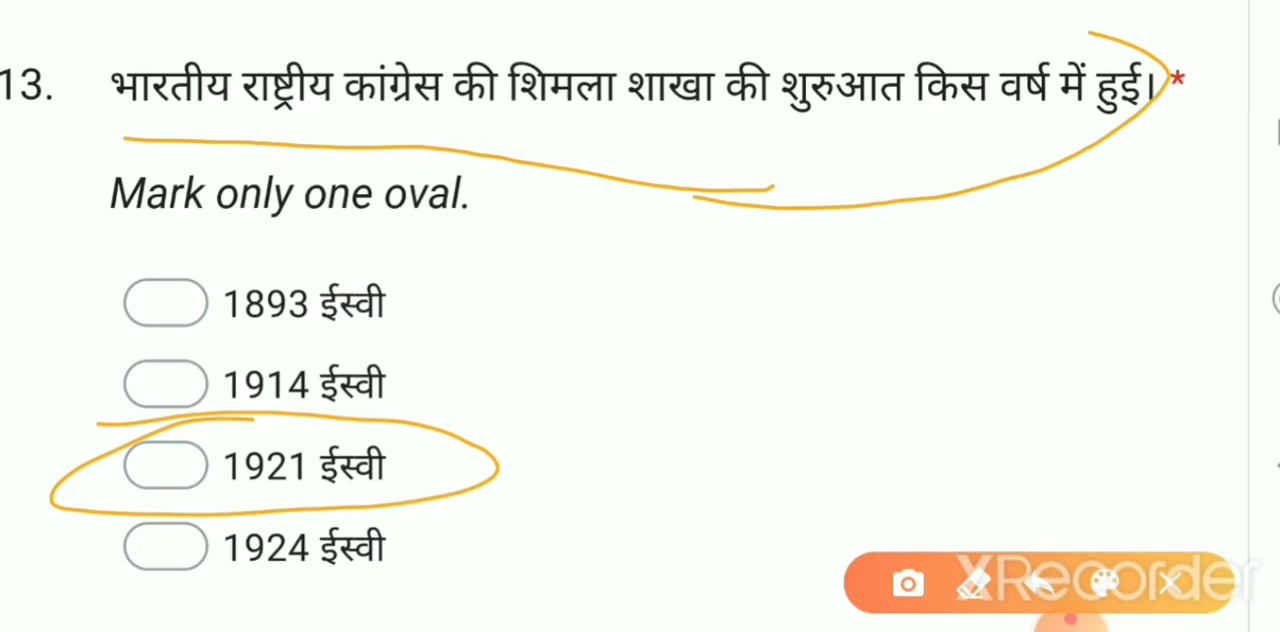 13. भारतीय राष्ट्रीय कांग्रेस की शिमला शाखा की शुरुआत किस वर्ष में हुई। *
Mark only one oval.
1893 ईस्वी
1914 ईस्वी
1921 ईस्वी
1924 ईस्वी
XRecorder